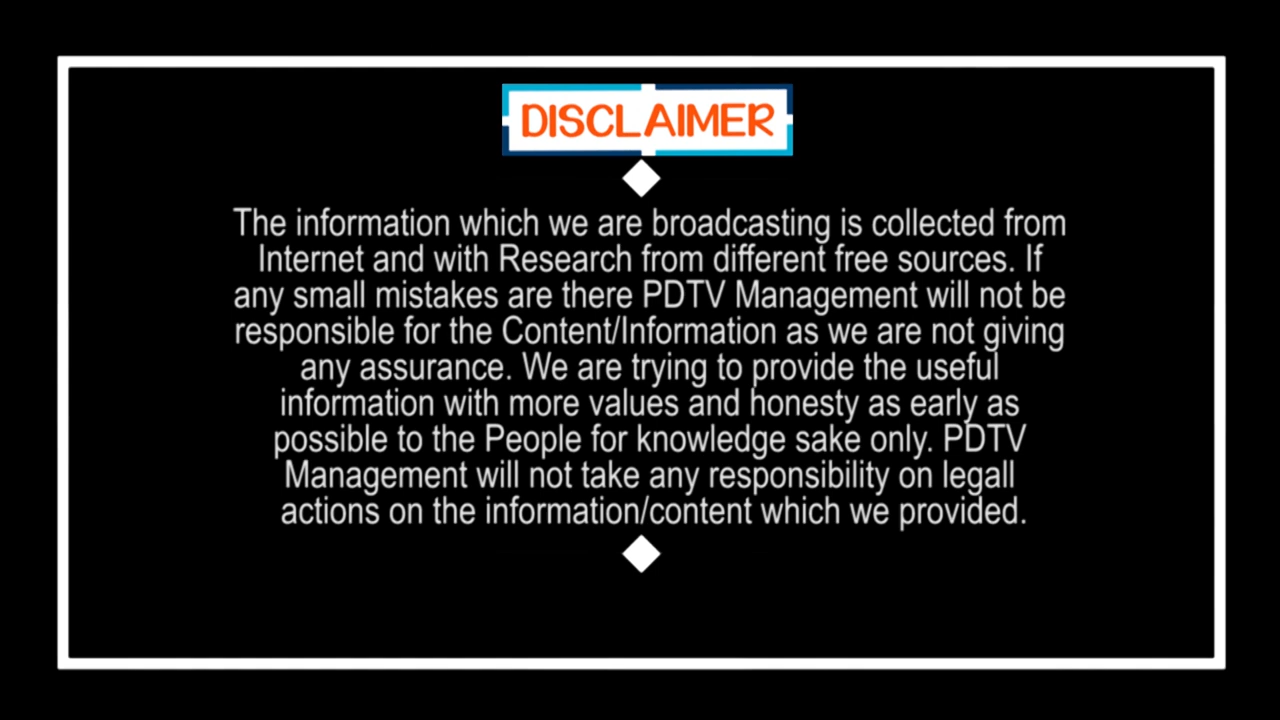 DISCLAIMER
The information which we are broadcasting is collected from
Internet and with Research from different free sources. If
any small mistakes are there PDTV Management will not be
responsible for the Content/Information as we are not giving
any assurance. We are trying to provide the useful
information with more values and honesty as early as
possible to the People for knowledge sake only. PDTV
Management will not take any responsibility on legall
actions on the information/content which we provided.